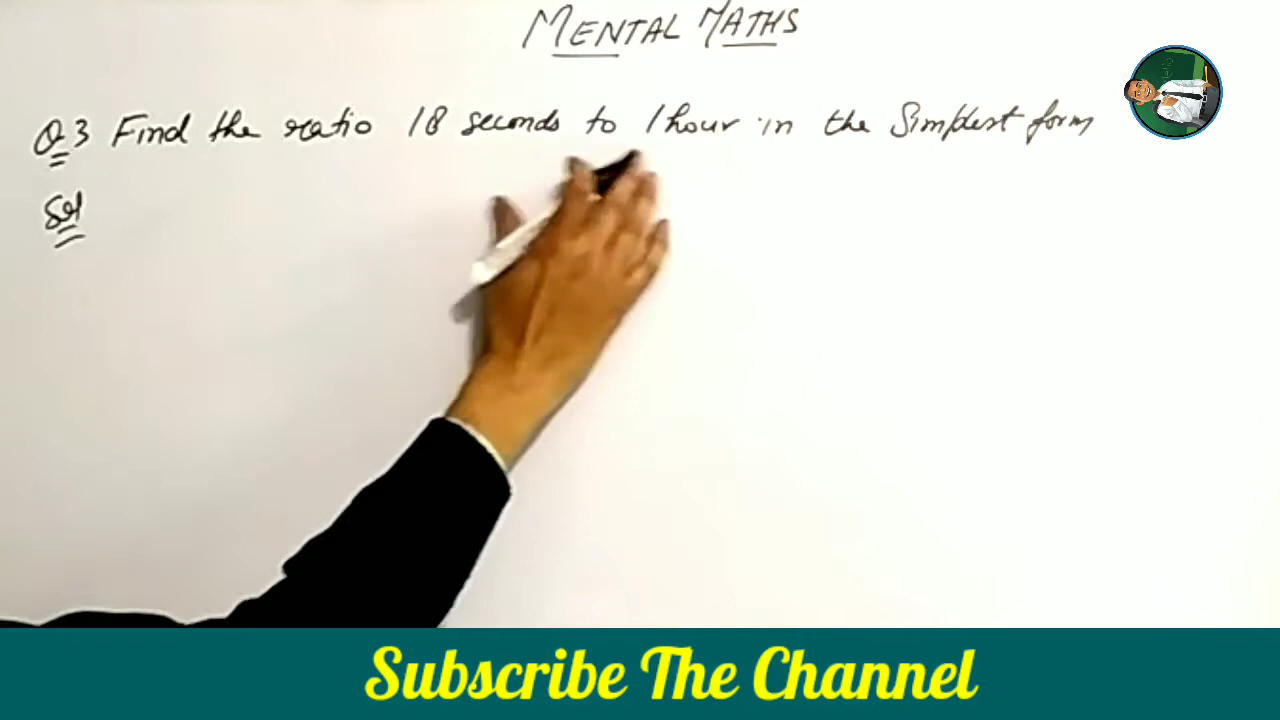 MENTAL MATHS
Q3 Find the ratio 18 seconds to 1 hour in the Simplest form
Sol
Subscribe The Channel